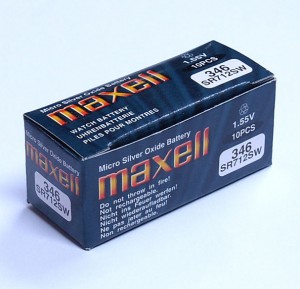 Micro Silver Oxide Battery
maxell
WATCH BATTERY
UHRENBATTERIE
PILES POUR MONTRES
1.55V
10PCS
346
SR712SW
Micro Silver Oxide Battery
maxell
Do not throw in fire!
Not rechargeable.
Nicht ins Feuer werfen!
Nicht wiederaufladbar.
Ne pas jeter au feu!
Non rechargeable.
1.55V
10PCS
346
SR712SW